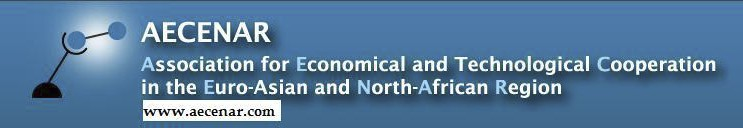 AECENAR
Association for Economical and Technological Cooperation
in the Euro-Asian and North-African Region
www.aecenar.com